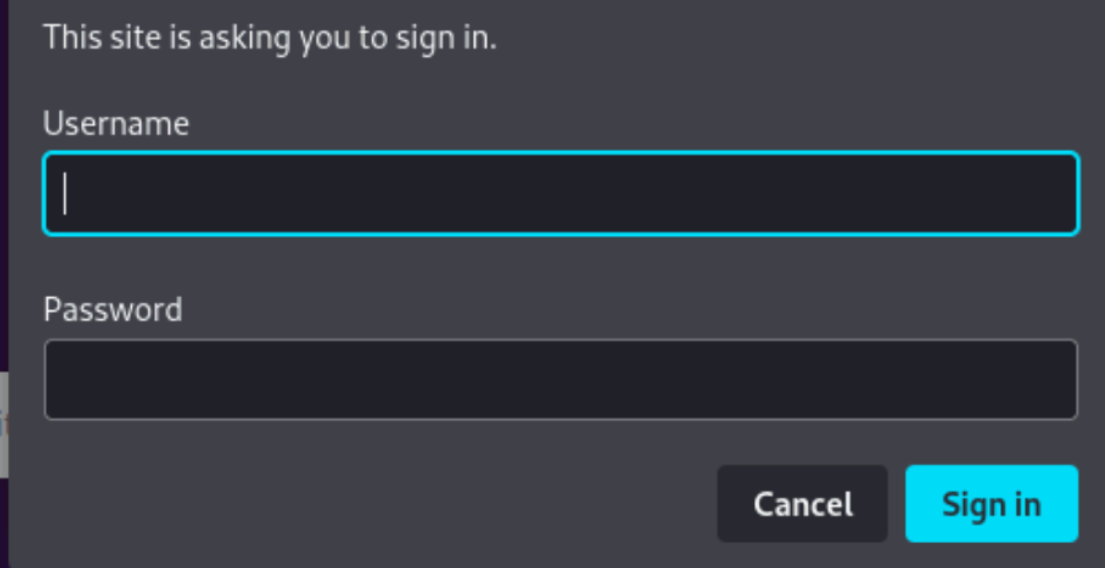 This site is asking you to sign in.
Username
Password
Cancel
Sign in